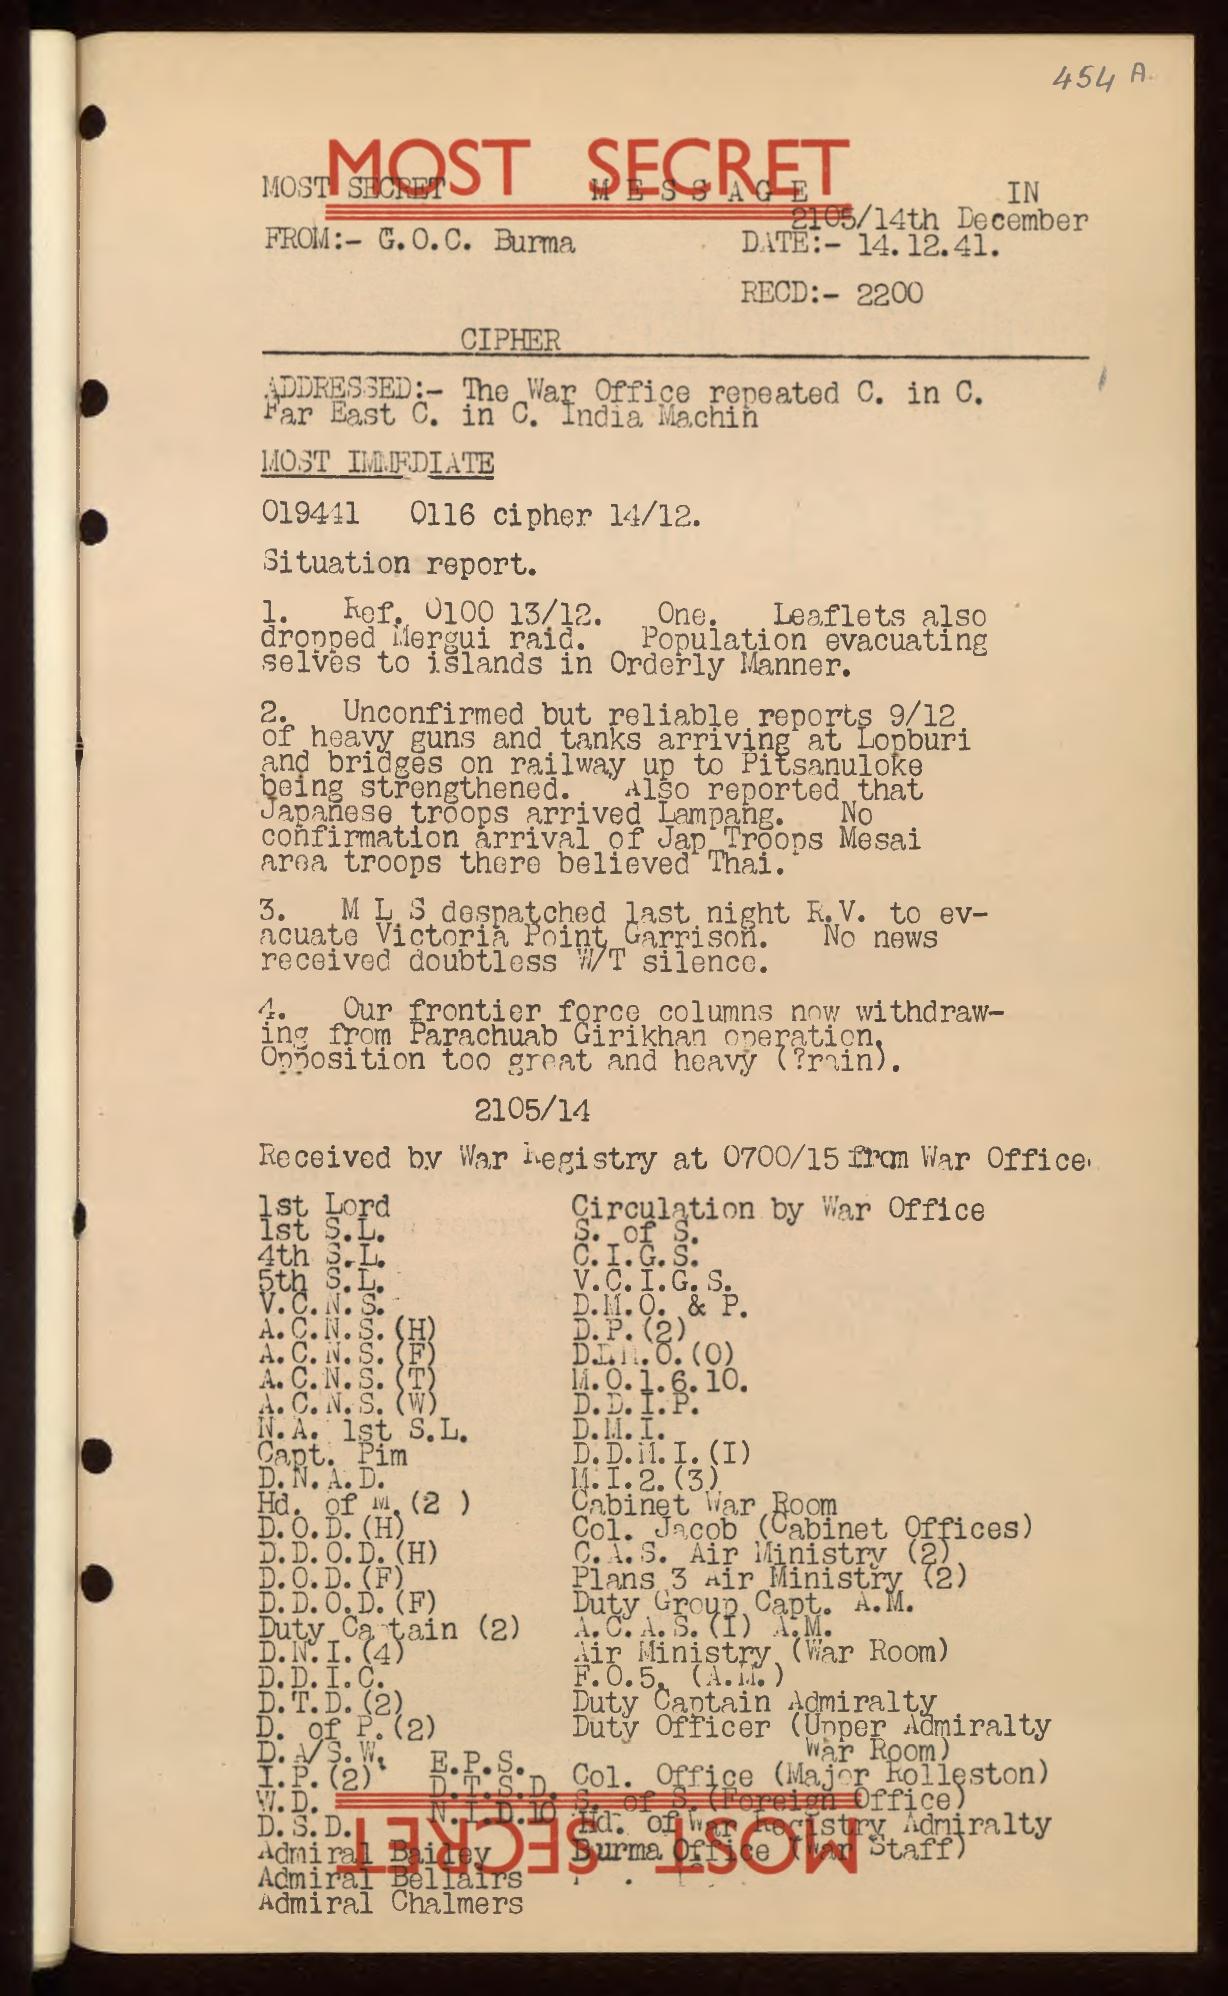 454 A.
MOST SECRET
MOST SECRET M E S S A G E IN
2105/14th December
FROM:- G.O.C. Burma DATE:- 14.12.41.
RECD:- 2200
CIPHER
ADDRESSED:- The War Office repeated C. in C.
Far East C. in C. India Machin
MOST IMMEDIATE
019441 0116 cipher 14/12.
Situation report.
1. Ref. 0100 13/12. One. Leaflets also
dropped Mergui raid. Population evacuating
selves to islands in Orderly Manner.
2. Unconfirmed but reliable reports 9/12
of heavy guns and tanks arriving at Lopburi
and bridges on railway up to Pitsanuloke
being strengthened. Also reported that
Japanese troops arrived Lampang. No
confirmation arrival of Jap Troops Mesai
area troops there believed Thai.
3. M L S despatched last night R.V. to ev-
acuate Victoria Point Garrison. No news
received doubtless W/T silence.
4. Our frontier force columns now withdraw-
ing from Parachuab Girikhan operation.
Opposition too great and heavy (?rain).
2105/14
Received by War Registry at 0700/15 from War Office.
1st Lord
1st S.L.
4th S.L.
5th S.L.
V.C.N.S.
A.C.N.S.(H)
A.C.N.S.(F)
A.C.N.S.(T)
A.C.N.S.(W)
N.A. 1st S.L.
Capt. Pim
D.N.A.D.
Hd. of M.(2 )
D.O.D.(H)
D.D.O.D.(H)
D.O.D.(F)
D.D.O.D.(F)
Duty Captain (2)
D.N.I.(4)
D.D.I.C.
D.T.D.(2)
D. of P.(2)
D.A/S.W. E.P.S.
I.P.(2) D.T.S.D.
W.D. N.I.D.10
D.S.D.
Admiral Bailey
Admiral Bellairs
Admiral Chalmers
Circulation by War Office
S. of S.
C.I.G.S.
V.C.I.G.S.
D.M.O. & P.
D.P.(2)
M.O.1.6.10.
D.D.I.P.
D.M.I.
D.D.M.I.(I)
M.I.2.(3)
Cabinet War Room
Col. Jacob (Cabinet Offices)
C.A.S. Air Ministry (2)
Plans 3 Air Ministry (2)
Duty Group Capt. A.M.
A.C.A.S.(I) A.M.
Air Ministry (War Room)
F.O.5. (A.M.)
Duty Captain Admiralty
Duty Officer (Upper Admiralty
War Room)
Col. Office (Major Rolleston)
S. of S.(Foreign Office)
Hd. of War Registry Admiralty
Burma Office (War Staff)
MOST SECRET